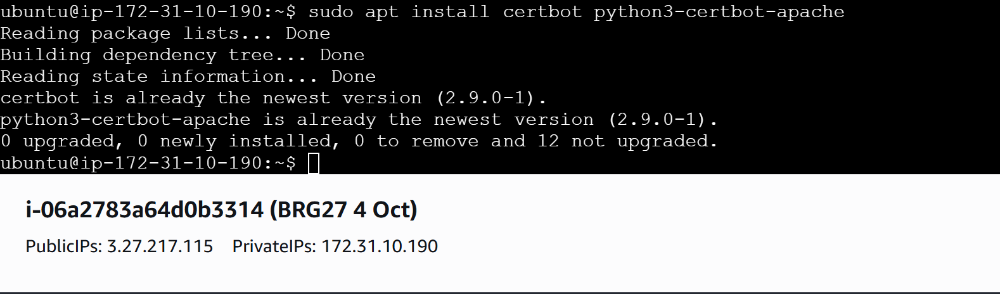 ubuntu@ip-172-31-10-190:~$ sudo apt install certbot python3-certbot-apache
Reading package lists... Done
Building dependency tree... Done
Reading state information... Done
certbot is already the newest version (2.9.0-1).
python3-certbot-apache is already the newest version (2.9.0-1).
0 upgraded, 0 newly installed, 0 to remove and 12 not upgraded.
ubuntu@ip-172-31-10-190:~$
i-06a2783a64d0b3314 (BRG27 4 Oct)
PublicIPs: 3.27.217.115 PrivateIPs: 172.31.10.190